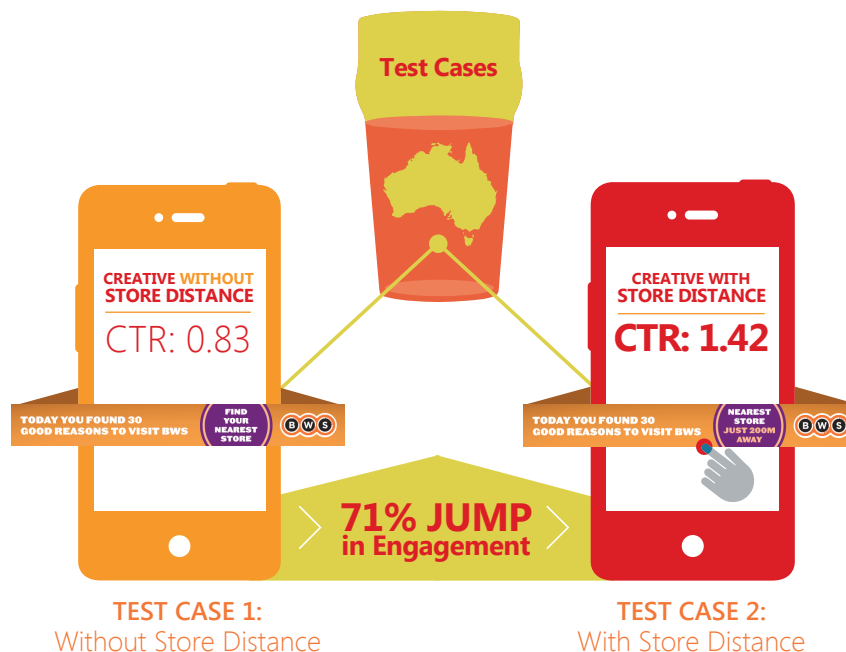 Test Cases
CREATIVE WITHOUT
STORE DISTANCE
CTR: 0.83
TODAY YOU FOUND 30
GOOD REASONS TO VISIT BWS
FIND
YOUR
NEAREST
STORE
BWS
CREATIVE WITH
STORE DISTANCE
CTR: 1.42
TODAY YOU FOUND 30
GOOD REASONS TO VISIT BWS
NEAREST
STORE
JUST 200M
AWAY
BWS
71% JUMP
in Engagement
TEST CASE 1:
Without Store Distance
TEST CASE 2:
With Store Distance